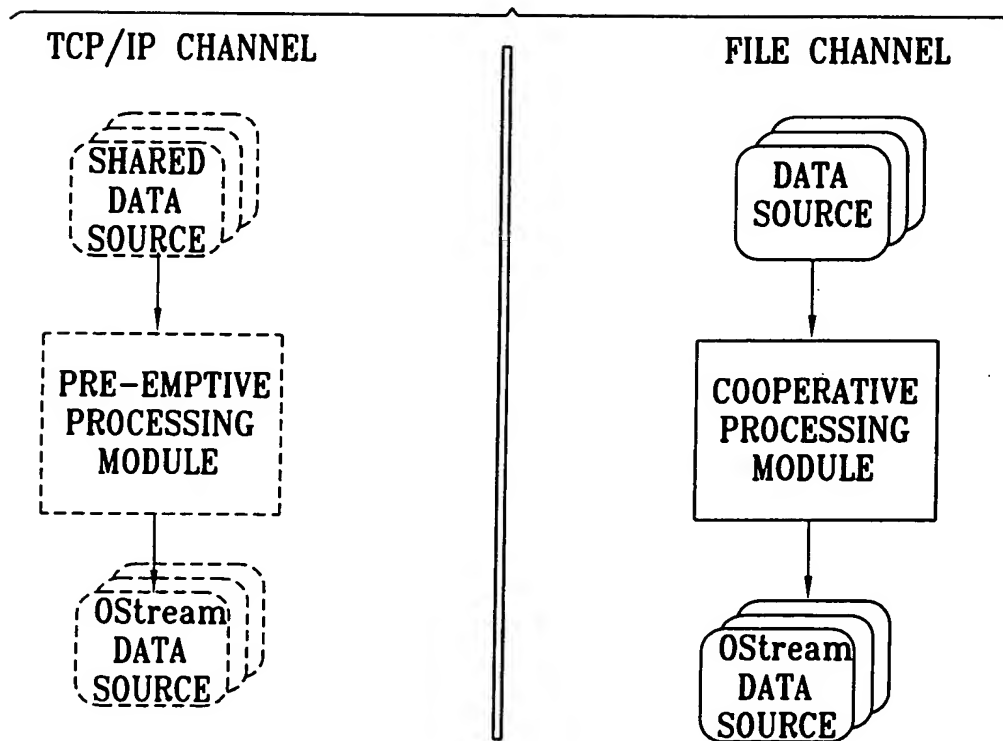 TCP/IP CHANNEL
SHARED
DATA
SOURCE
PRE-EMPTIVE
PROCESSING
MODULE
OStream
DATA
SOURCE
FILE CHANNEL
DATA
SOURCE
COOPERATIVE
PROCESSING
MODULE
OStream
DATA
SOURCE